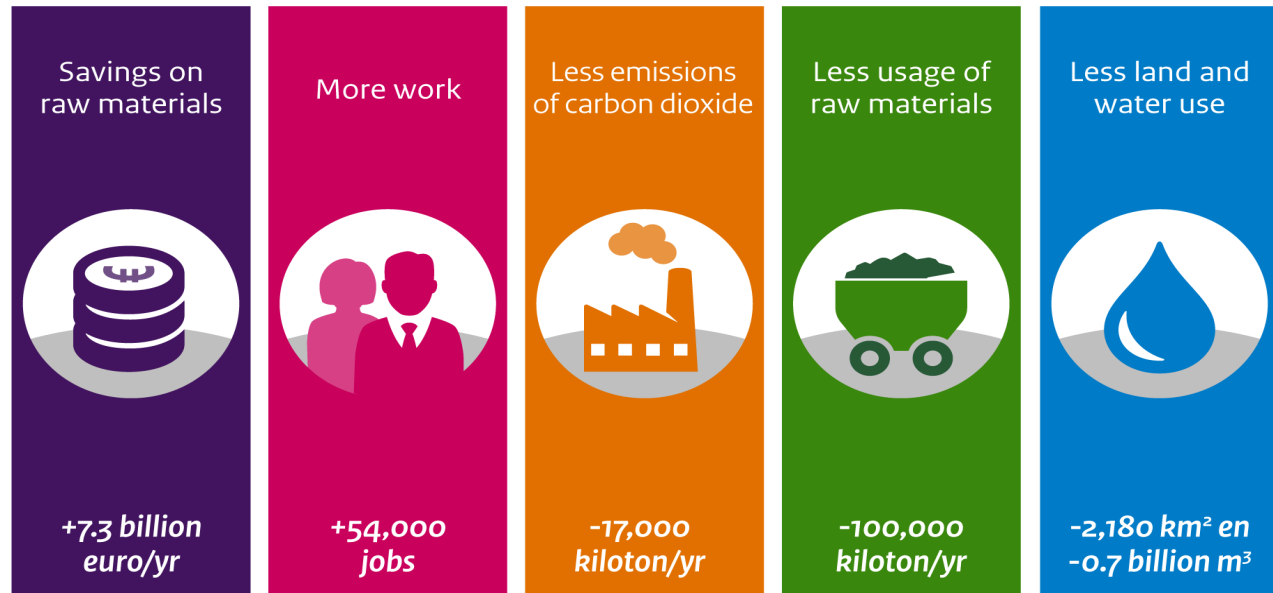 Savings on
raw materials
+7.3 billion
euro/yr
More work
+54,000
jobs
Less emissions
of carbon dioxide
-17,000
kiloton/yr
Less usage of
raw materials
-100,000
kiloton/yr
Less land and
water use
-2,180 km² en
-0.7 billion m³